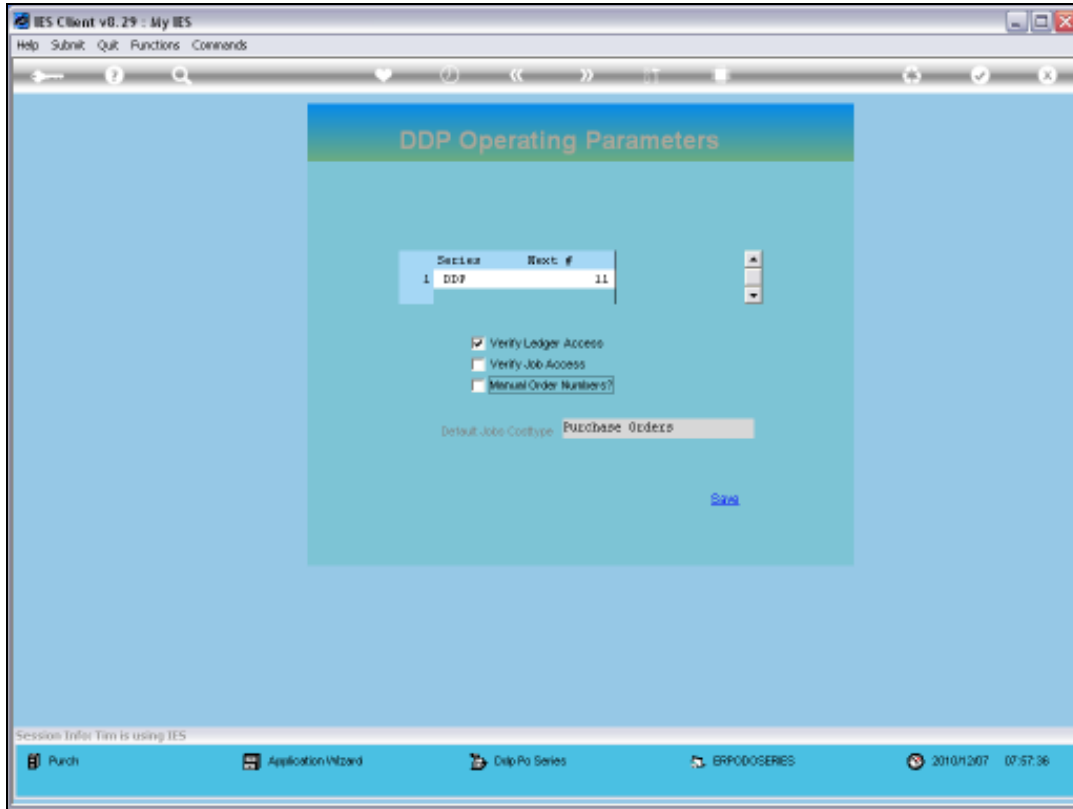 IES Client v8.29 : My IES
Help Submit Quit Functions Commands
DDP Operating Parameters
Series Next #
1 DDP 11
Verify Ledger Access
Verify Job Access
Manual Order Numbers?
Default Jobs Costtype Purchase Orders
Save
Session Info: Tim is using IES
Purch Application Wizard Ddp Po Series ERPODOSERIES 2010/12/07 07:57:36